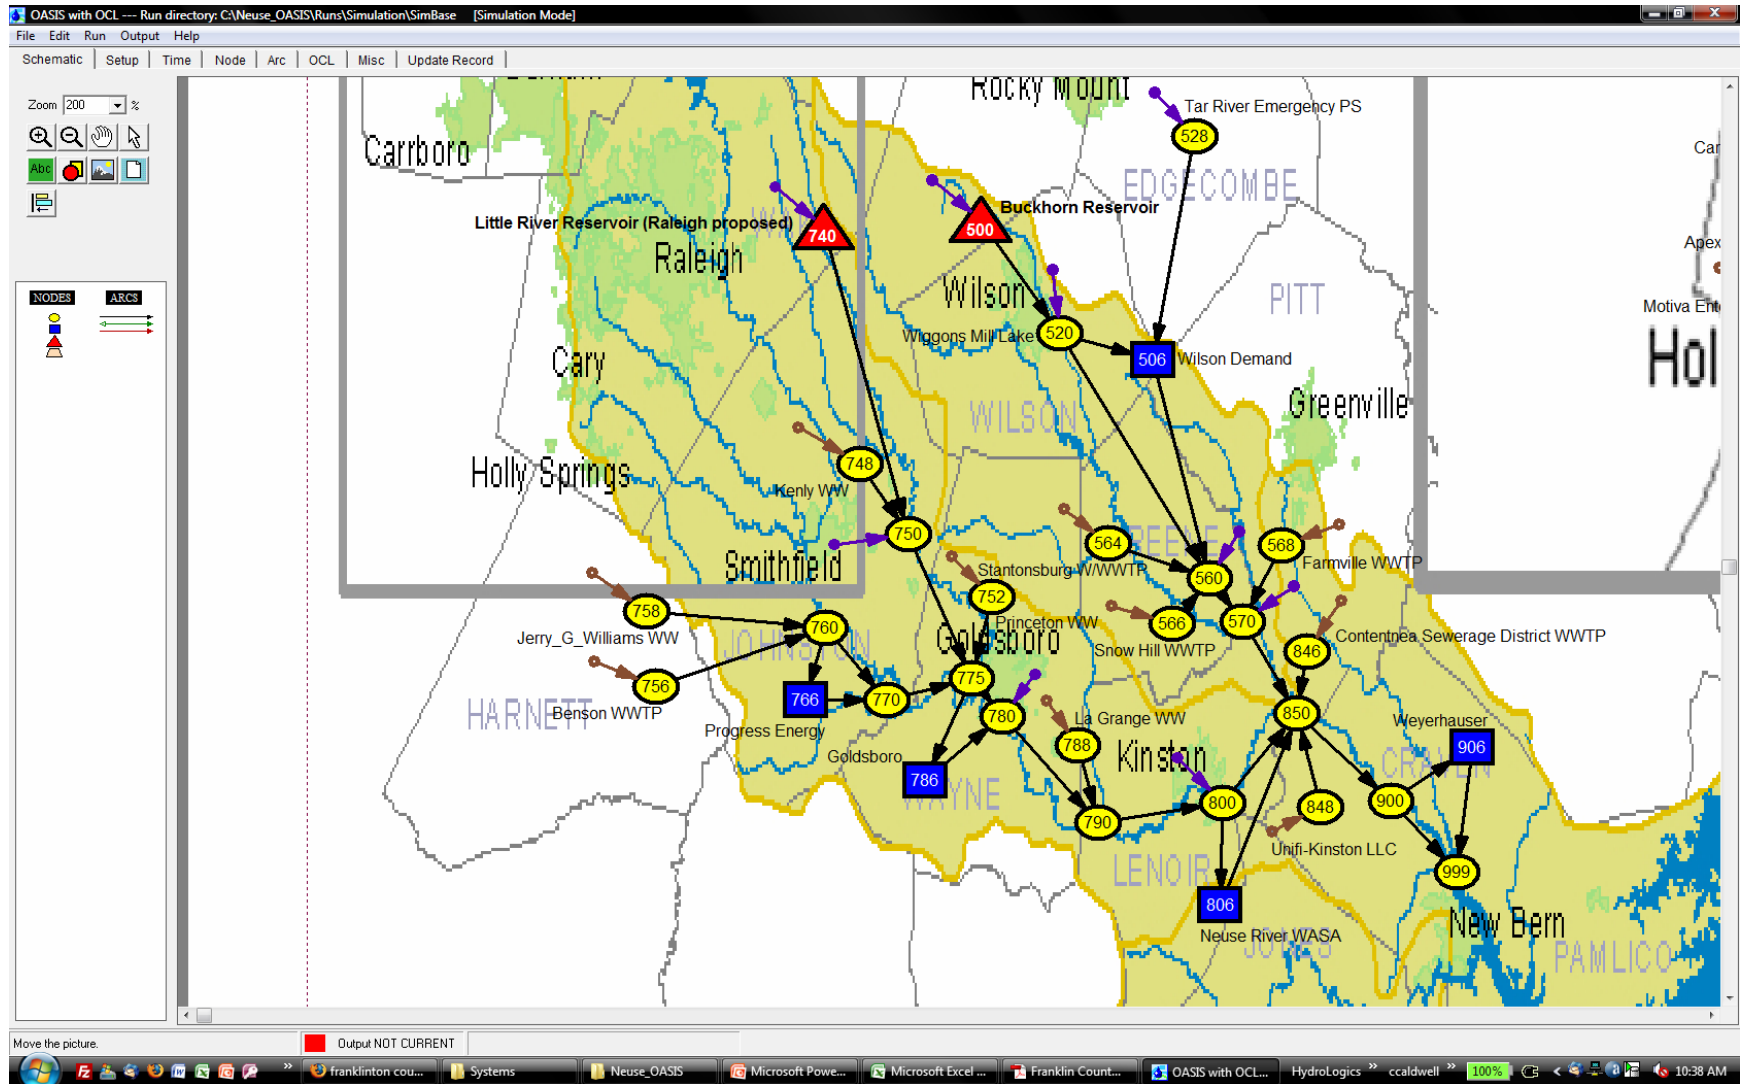 OASIS with OCL --- Run directory: C:\Neuse_OASIS\Runs\Simulation\SimBase [Simulation Mode]
File Edit Run Output Help
Schematic Setup Time Node Arc OCL Misc Update Record
Zoom 200 %
Abc
NODES ARCS
Rocky Mount
Tar River Emergency PS
528
Carrboro
Car
EDGECOMBE
Buckhorn Reservoir
Little River Reservoir (Raleigh proposed)
740
500
Raleigh
Apex
Wilson
PITT
Motiva Ent
Wiggons Mill Lake
520
506
Wilson Demand
Cary
Hol
WILSON
Greenville
Holly Springs
748
Kenly WW
750
564
568
Smithfield
Stantonsburg W/WWTP
Farmville WWTP
560
752
758
Princeton WW
566
570
Jerry_G_Williams WW
760
JOHNSTON
Goldsboro
Snow Hill WWTP
846
Contentnea Sewerage District WWTP
756
775
HARNETT
Benson WWTP
766
770
780
La Grange WW
850
Weyerhauser
Progress Energy
788
906
Goldsboro
Kinston
CRAVEN
786
WAYNE
800
848
900
790
Unifi-Kinston LLC
LENOIR
999
806
New Bern
Neuse River WASA
JONES
PAMLICO
Move the picture.
Output NOT CURRENT
franklinton cou... Systems Neuse_OASIS Microsoft Powe... Microsoft Excel ... Franklin Count... OASIS with OCL... HydroLogics » ccaldwell » 100% 10:38 AM